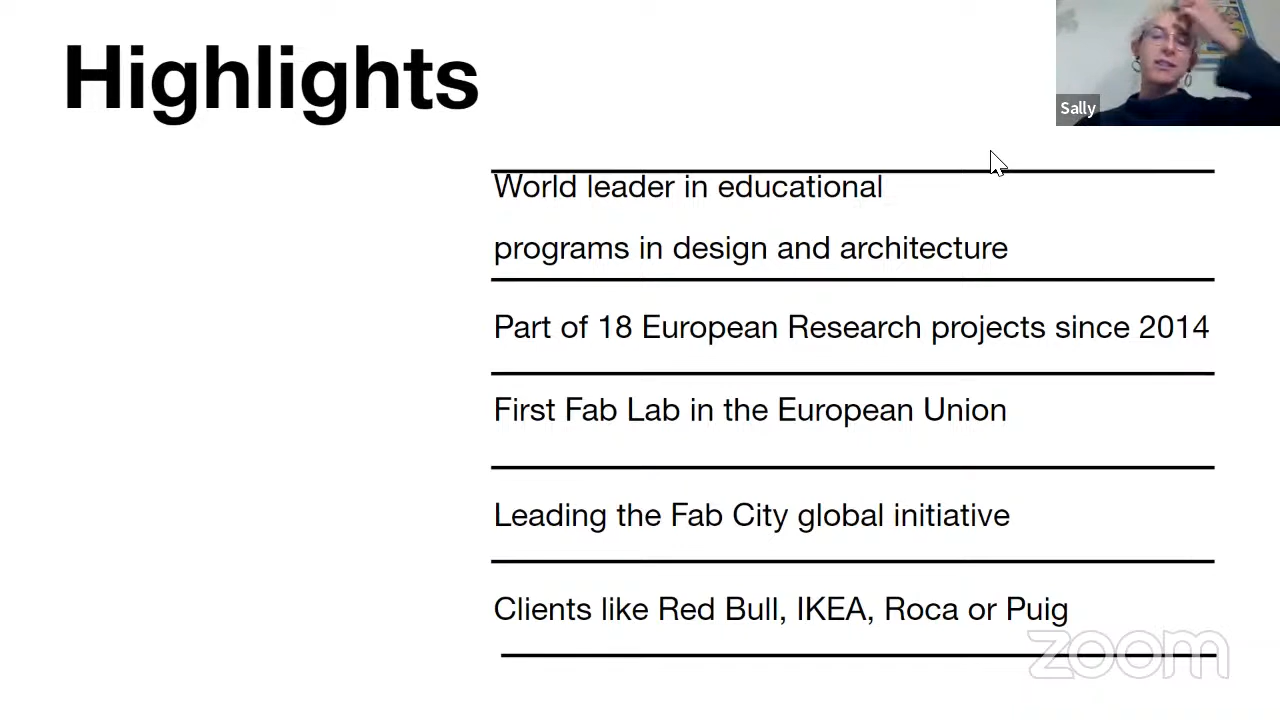 Highlights
Sally
World leader in educational
programs in design and architecture
Part of 18 European Research projects since 2014
First Fab Lab in the European Union
Leading the Fab City global initiative
Clients like Red Bull, IKEA, Roca or Puig
zoom